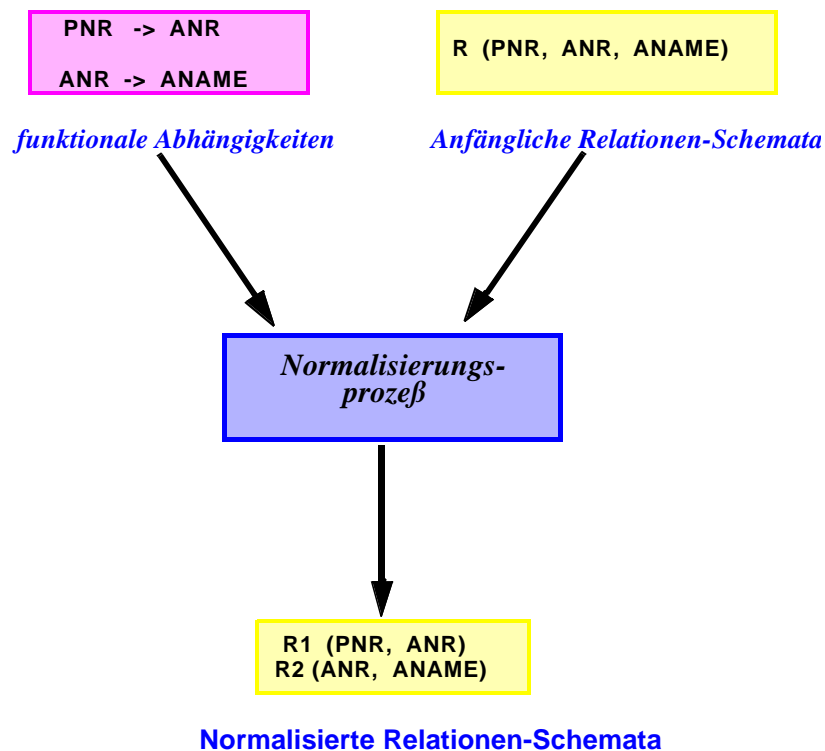 PNR -> ANR
ANR -> ANAME
R (PNR, ANR, ANAME)
funktionale Abhängigkeiten
Anfängliche Relationen-Schemata
Normalisierungs-
prozeß
R1 (PNR, ANR)
R2 (ANR, ANAME)
Normalisierte Relationen-Schemata